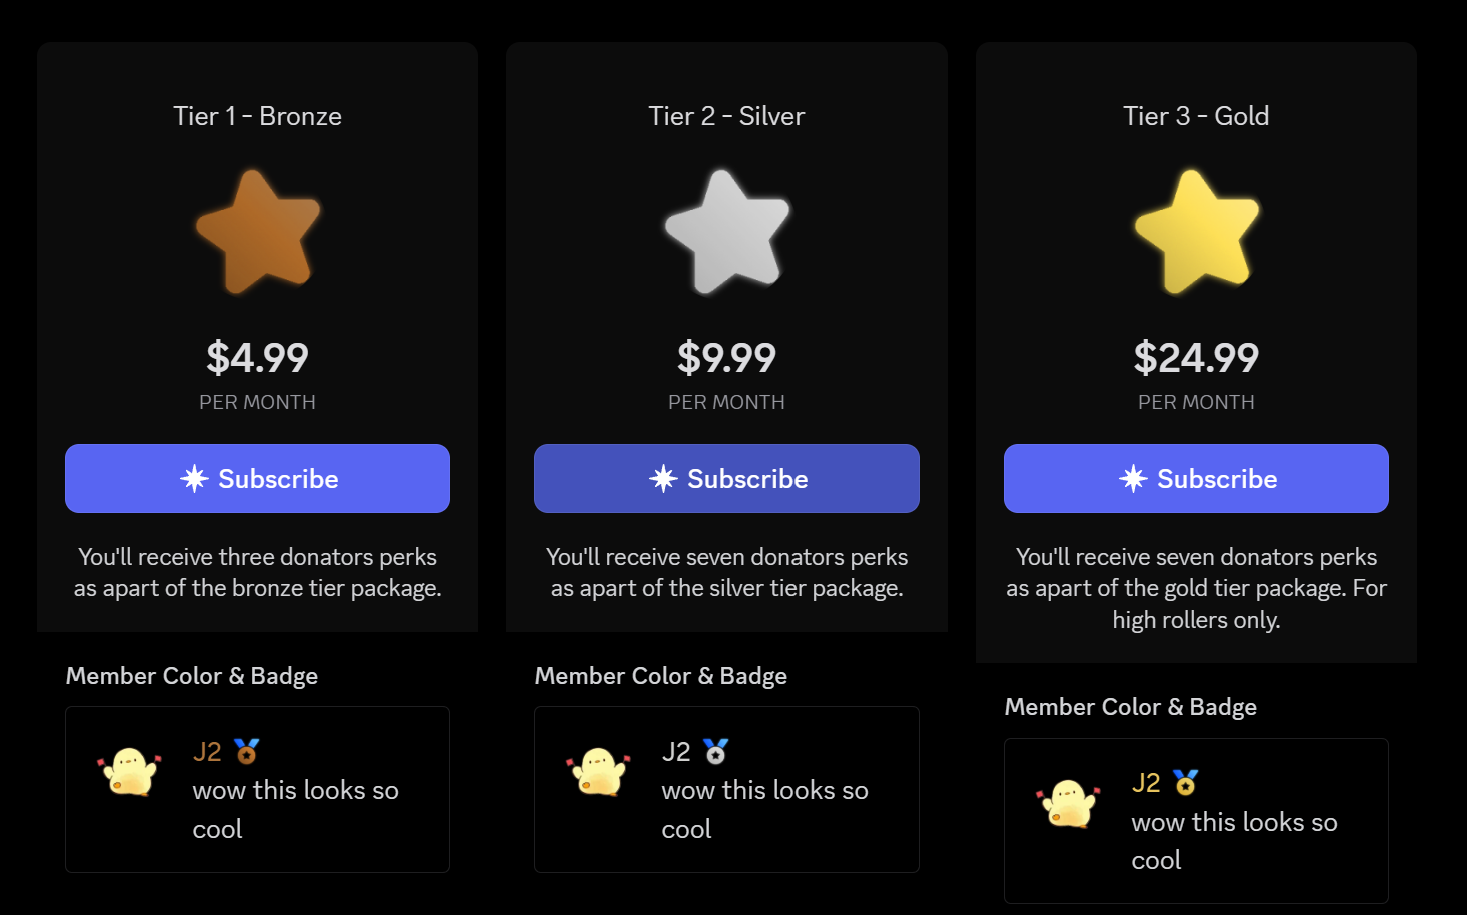 Tier 1 - Bronze
$4.99
PER MONTH
Subscribe
You'll receive three donators perks
as apart of the bronze tier package.
Member Color & Badge
J2
wow this looks so
cool
Tier 2 - Silver
$9.99
PER MONTH
Subscribe
You'll receive seven donators perks
as apart of the silver tier package.
Member Color & Badge
J2
wow this looks so
cool
Tier 3 - Gold
$24.99
PER MONTH
Subscribe
You'll receive seven donators perks
as apart of the gold tier package. For
high rollers only.
Member Color & Badge
J2
wow this looks so
cool